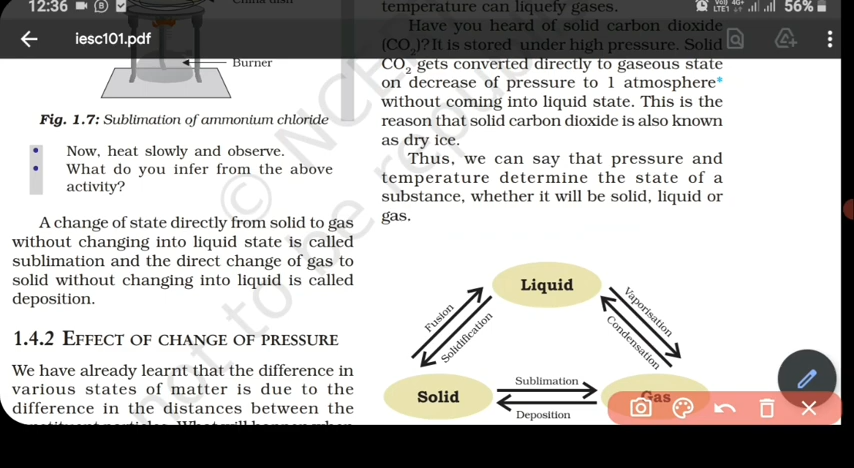 12:36
LTE1
4G+
56%
iesc101.pdf
Burner
Fig. 1.7: Sublimation of ammonium chloride
• Now, heat slowly and observe.
• What do you infer from the above
activity?
A change of state directly from solid to gas
without changing into liquid state is called
sublimation and the direct change of gas to
solid without changing into liquid is called
deposition.
1.4.2 EFFECT OF CHANGE OF PRESSURE
We have already learnt that the difference in
various states of matter is due to the
difference in the distances between the
temperature can liquefy gases.
Have you heard of solid carbon dioxide
(CO2)? It is stored under high pressure. Solid
CO2 gets converted directly to gaseous state
on decrease of pressure to 1 atmosphere*
without coming into liquid state. This is the
reason that solid carbon dioxide is also known
as dry ice.
Thus, we can say that pressure and
temperature determine the state of a
substance, whether it will be solid, liquid or
gas.
Liquid
Fusion
Solidification
Vaporisation
Condensation
Solid
Sublimation
Deposition
Gas
not to be repu
© NCE